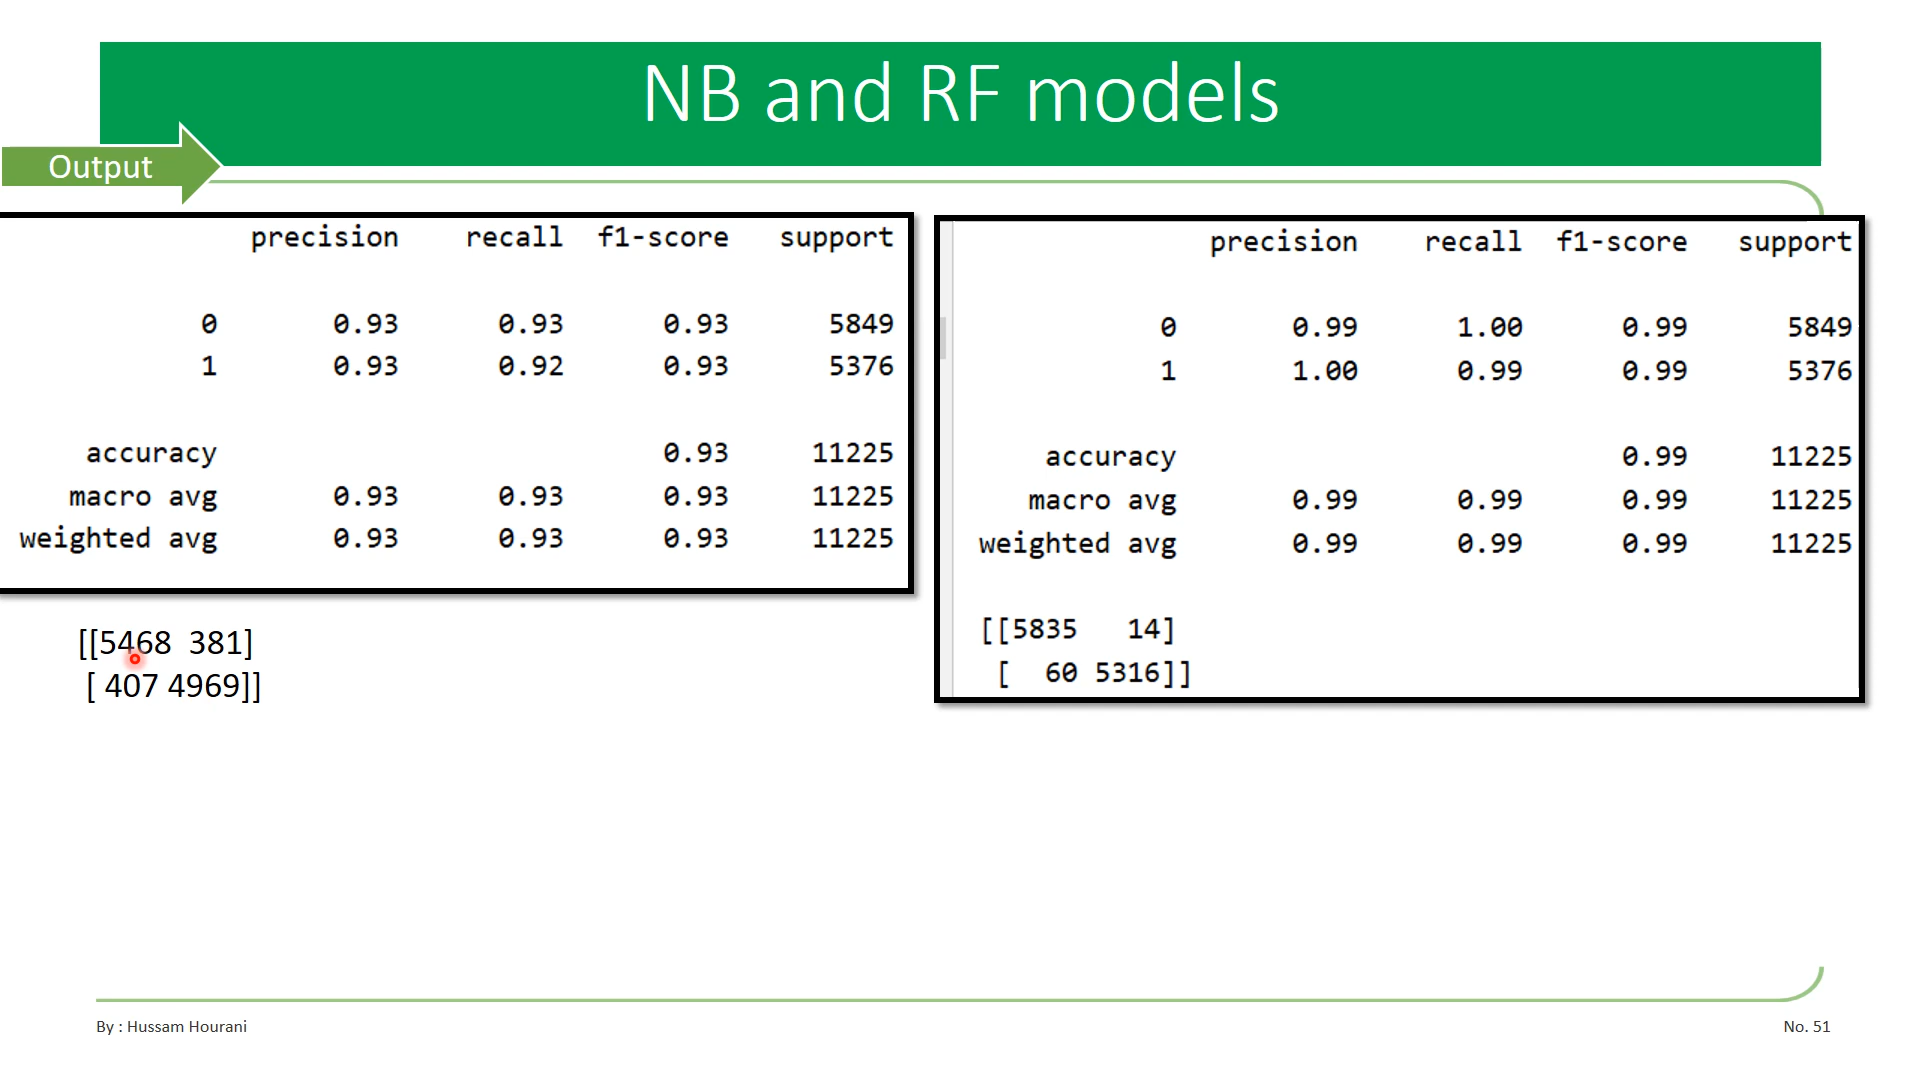 NB and RF models
Output
precision recall f1-score support
0 0.93 0.93 0.93 5849
1 0.93 0.92 0.93 5376
accuracy 0.93 11225
macro avg 0.93 0.93 0.93 11225
weighted avg 0.93 0.93 0.93 11225
[[5468 381]
[ 407 4969]]
precision recall f1-score support
0 0.99 1.00 0.99 5849
1 1.00 0.99 0.99 5376
accuracy 0.99 11225
macro avg 0.99 0.99 0.99 11225
weighted avg 0.99 0.99 0.99 11225
[[5835 14]
[ 60 5316]]
By : Hussam Hourani
No. 51